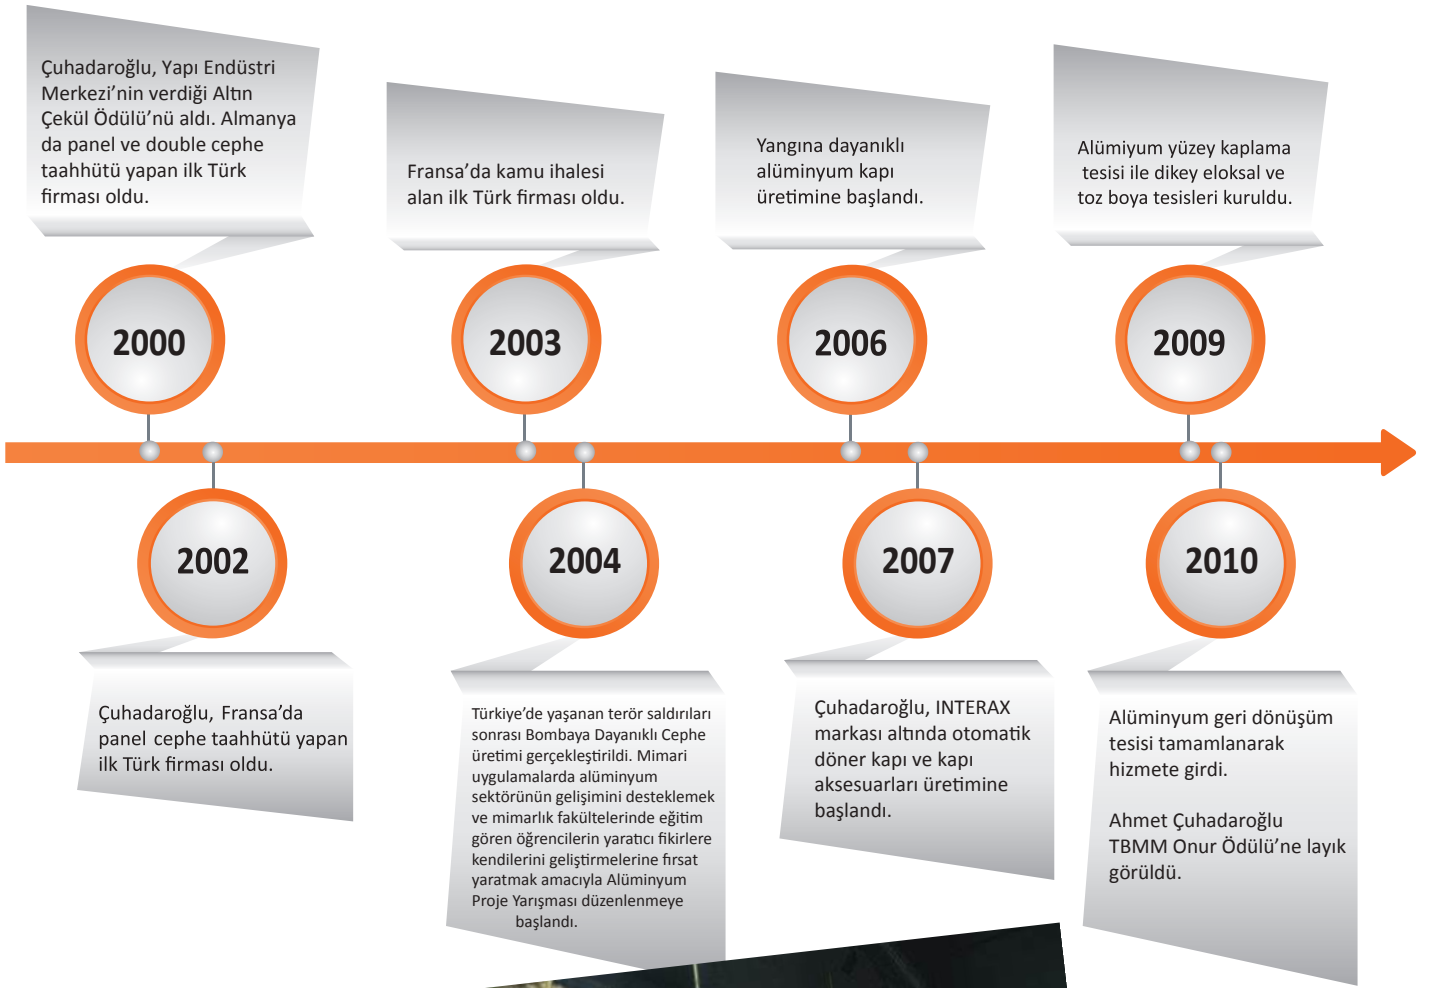 Çuhadaroğlu, Yapı Endüstri
Merkezi’nin verdiği Altın
Çekül Ödülü’nü aldı. Almanya
da panel ve double cephe
taahhütü yapan ilk Türk
firması oldu.
2000
Fransa’da kamu ihalesi
alan ilk Türk firması oldu.
2003
Yangına dayanıklı
alüminyum kapı
üretimine başlandı.
2006
Alümiyum yüzey kaplama
tesisi ile dikey eloksal ve
toz boya tesisleri kuruldu.
2009
2002
Çuhadaroğlu, Fransa’da
panel cephe taahhütü yapan
ilk Türk firması oldu.
2004
Türkiye’de yaşanan terör saldırıları
sonrası Bombaya Dayanıklı Cephe
üretimi gerçekleştirildi. Mimari
uygulamalarda alüminyum
sektörünün gelişimini desteklemek
ve mimarlık fakültelerinde eğitim
gören öğrencilerin yaratıcı fikirlere
kendilerini geliştirmelerine fırsat
yaratmak amacıyla Alüminyum
Proje Yarışması düzenlenmeye
başlandı.
2007
Çuhadaroğlu, INTERAX
markası altında otomatik
döner kapı ve kapı
aksesuarları üretimine
başlandı.
2010
Alüminyum geri dönüşüm
tesisi tamamlanarak
hizmete girdi.
Ahmet Çuhadaroğlu
TBMM Onur Ödülü’ne layık
görüldü.